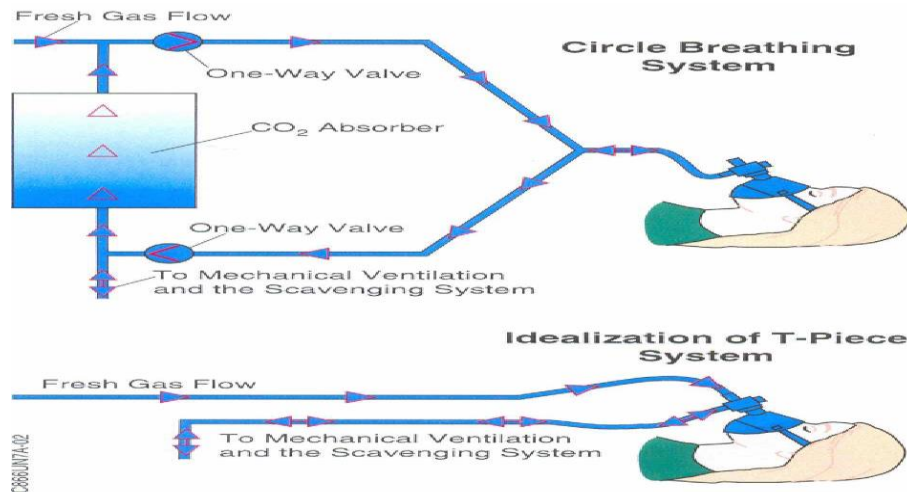 Fresh Gas Flow
Circle Breathing
System
One-Way Valve
CO₂ Absorber
One-Way Valve
To Mechanical Ventilation
and the Scavenging System
Idealization of T-Piece
System
Fresh Gas Flow
To Mechanical Ventilation
and the Scavenging System
C866UN7A-02